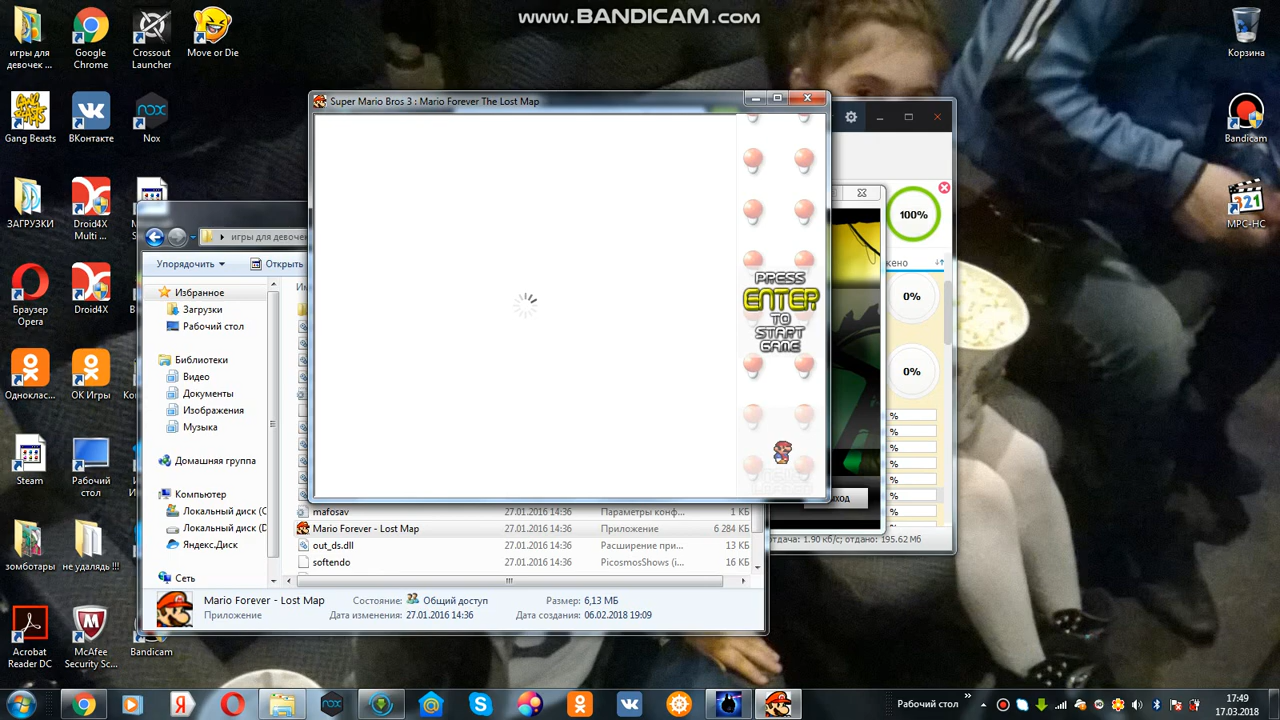 www.BANDICAM.com
игры для
девочек ...
Google
Chrome
Crossout
Launcher
Move or Die
Корзина
Gang Beasts
ВКонтакте
Nox
Bandicam
ЗАГРУЗКИ
Droid4X
Multi ...
MPC-HC
Браузер
Opera
Droid4X
Одноклас...
ОК Игры
Steam
Рабочий
стол
зомботары
не удалядь !!!
Acrobat
Reader DC
McAfee
Security Sc...
Bandicam
Super Mario Bros 3 : Mario Forever The Lost Map
PRESS
ENTER
TO
START
GAME
100%
жено
0%
0%
%
%
%
%
%
%
%
отдача: 1.90 кб/с; отдано: 195.62 Мб
игры для девочек
Упорядочить
Открыть
Избранное
Загрузки
Рабочий стол
Библиотеки
Видео
Документы
Изображения
Музыка
Домашняя группа
Компьютер
Локальный диск (
Локальный диск (D
Яндекс.Диск
Сеть
mafosav 27.01.2016 14:36 Параметры конф... 1 КБ
Mario Forever - Lost Map 27.01.2016 14:36 Приложение 6 284 КБ
out_ds.dll 27.01.2016 14:36 Расширение при... 13 КБ
softendo 27.01.2016 14:36 PicosmosShows (i... 16 КБ
Mario Forever - Lost Map Состояние: Общий доступ Размер: 6,13 МБ
Приложение Дата изменения: 27.01.2016 14:36 Дата создания: 06.02.2018 19:09
Рабочий стол
17:49
17.03.2018